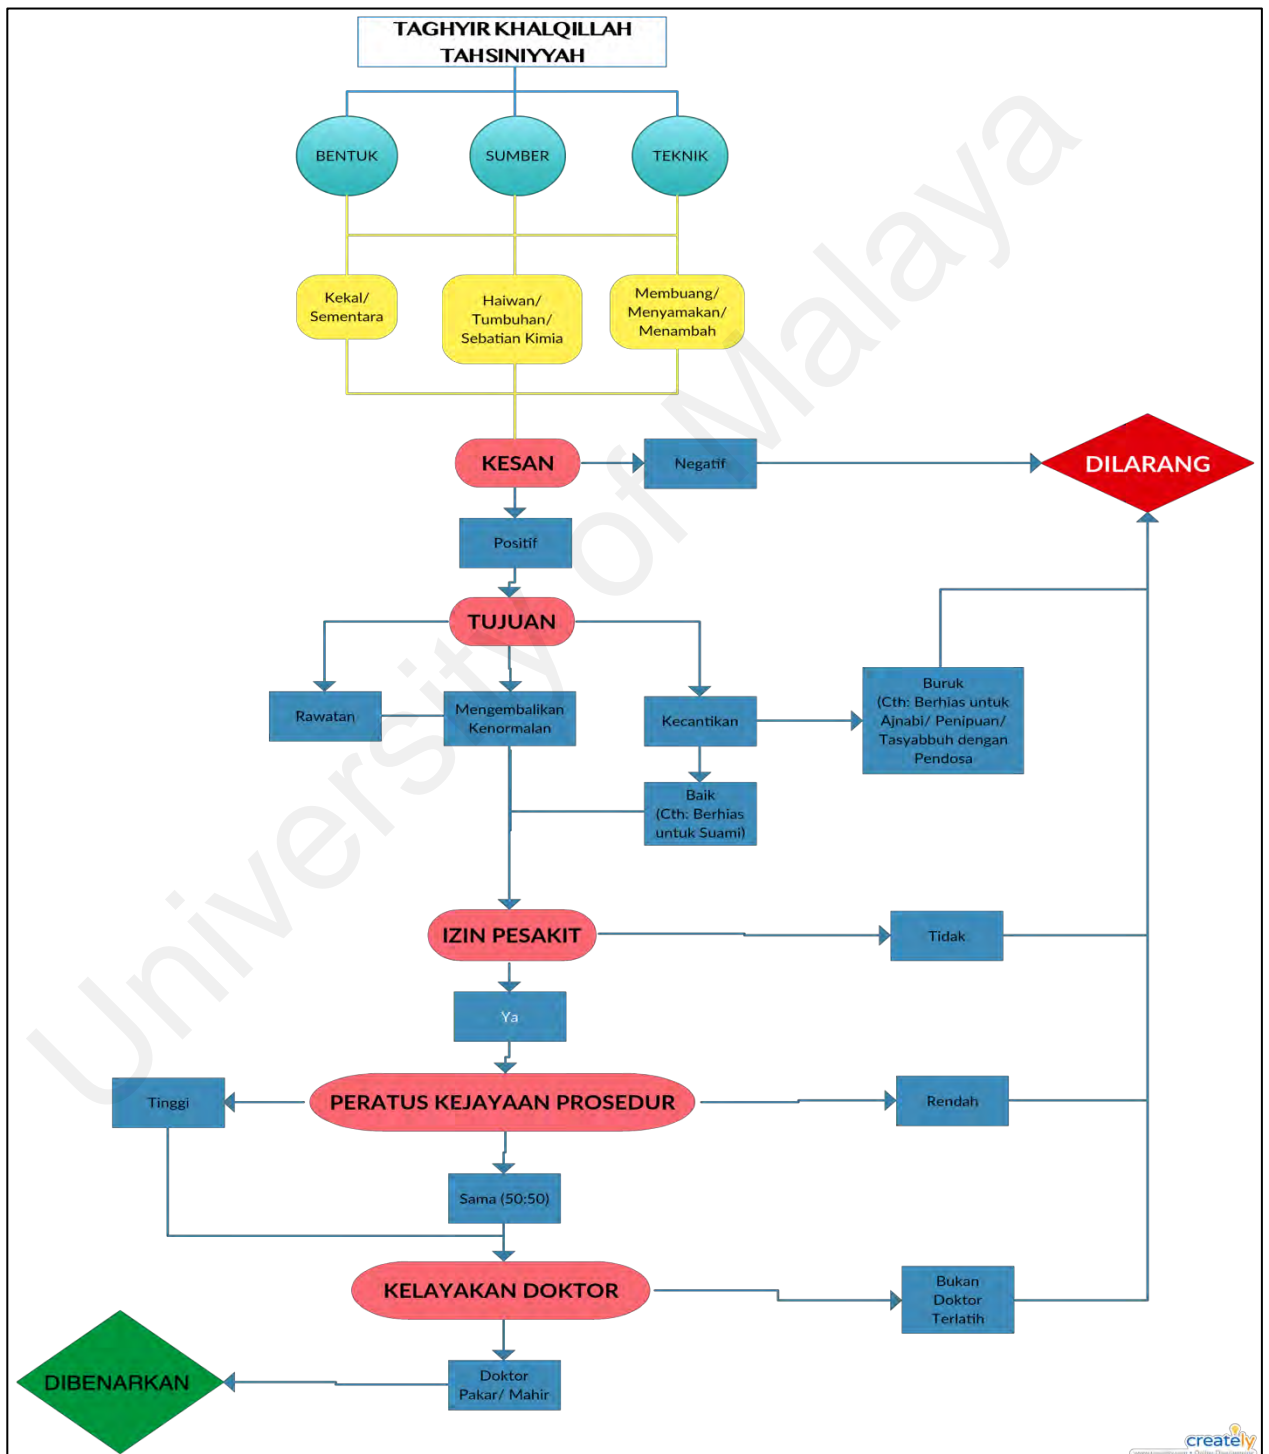 TAGHYIR KHALQILLAH
TAHSINIYYAH
BENTUK
SUMBER
TEKNIK
Kekal/
Sementara
Haiwan/
Tumbuhan/
Sebatian Kimia
Membuang/
Menyamakan/
Menambah
KESAN
Negatif
DILARANG
Positif
TUJUAN
Rawatan
Mengembalikan
Kenormalan
Kecantikan
Buruk
(Cth: Berhias untuk
Ajnabi/ Penipuan/
Tasyabbuh dengan
Pendosa
Baik
(Cth: Berhias
untuk Suami)
IZIN PESAKIT
Tidak
Ya
Tinggi
PERATUS KEJAYAAN PROSEDUR
Rendah
Sama (50:50)
KELAYAKAN DOKTOR
Bukan
Doktor
Terlatih
DIBENARKAN
Doktor
Pakar/ Mahir
University of Malaya
creately